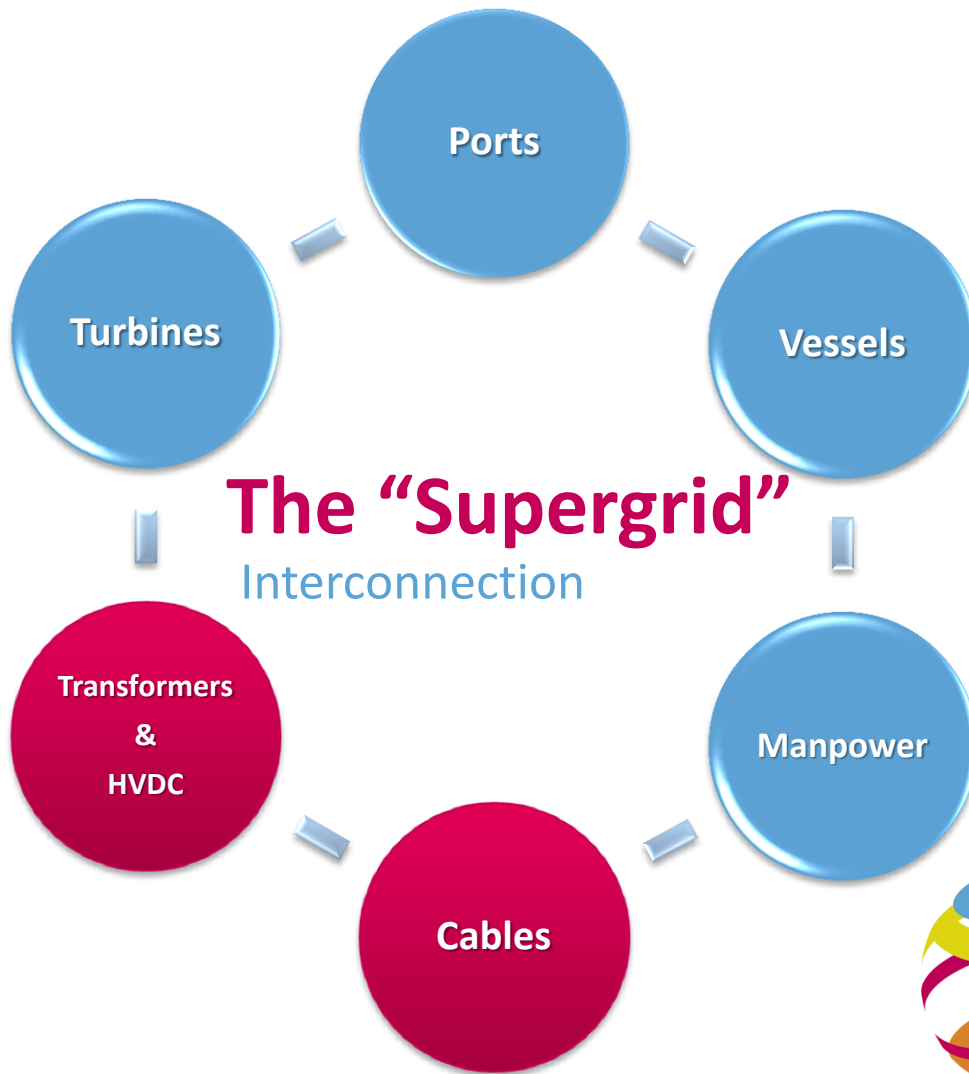 Ports
Turbines
Vessels
The “Supergrid”
Interconnection
Transformers
&
HVDC
Manpower
Cables